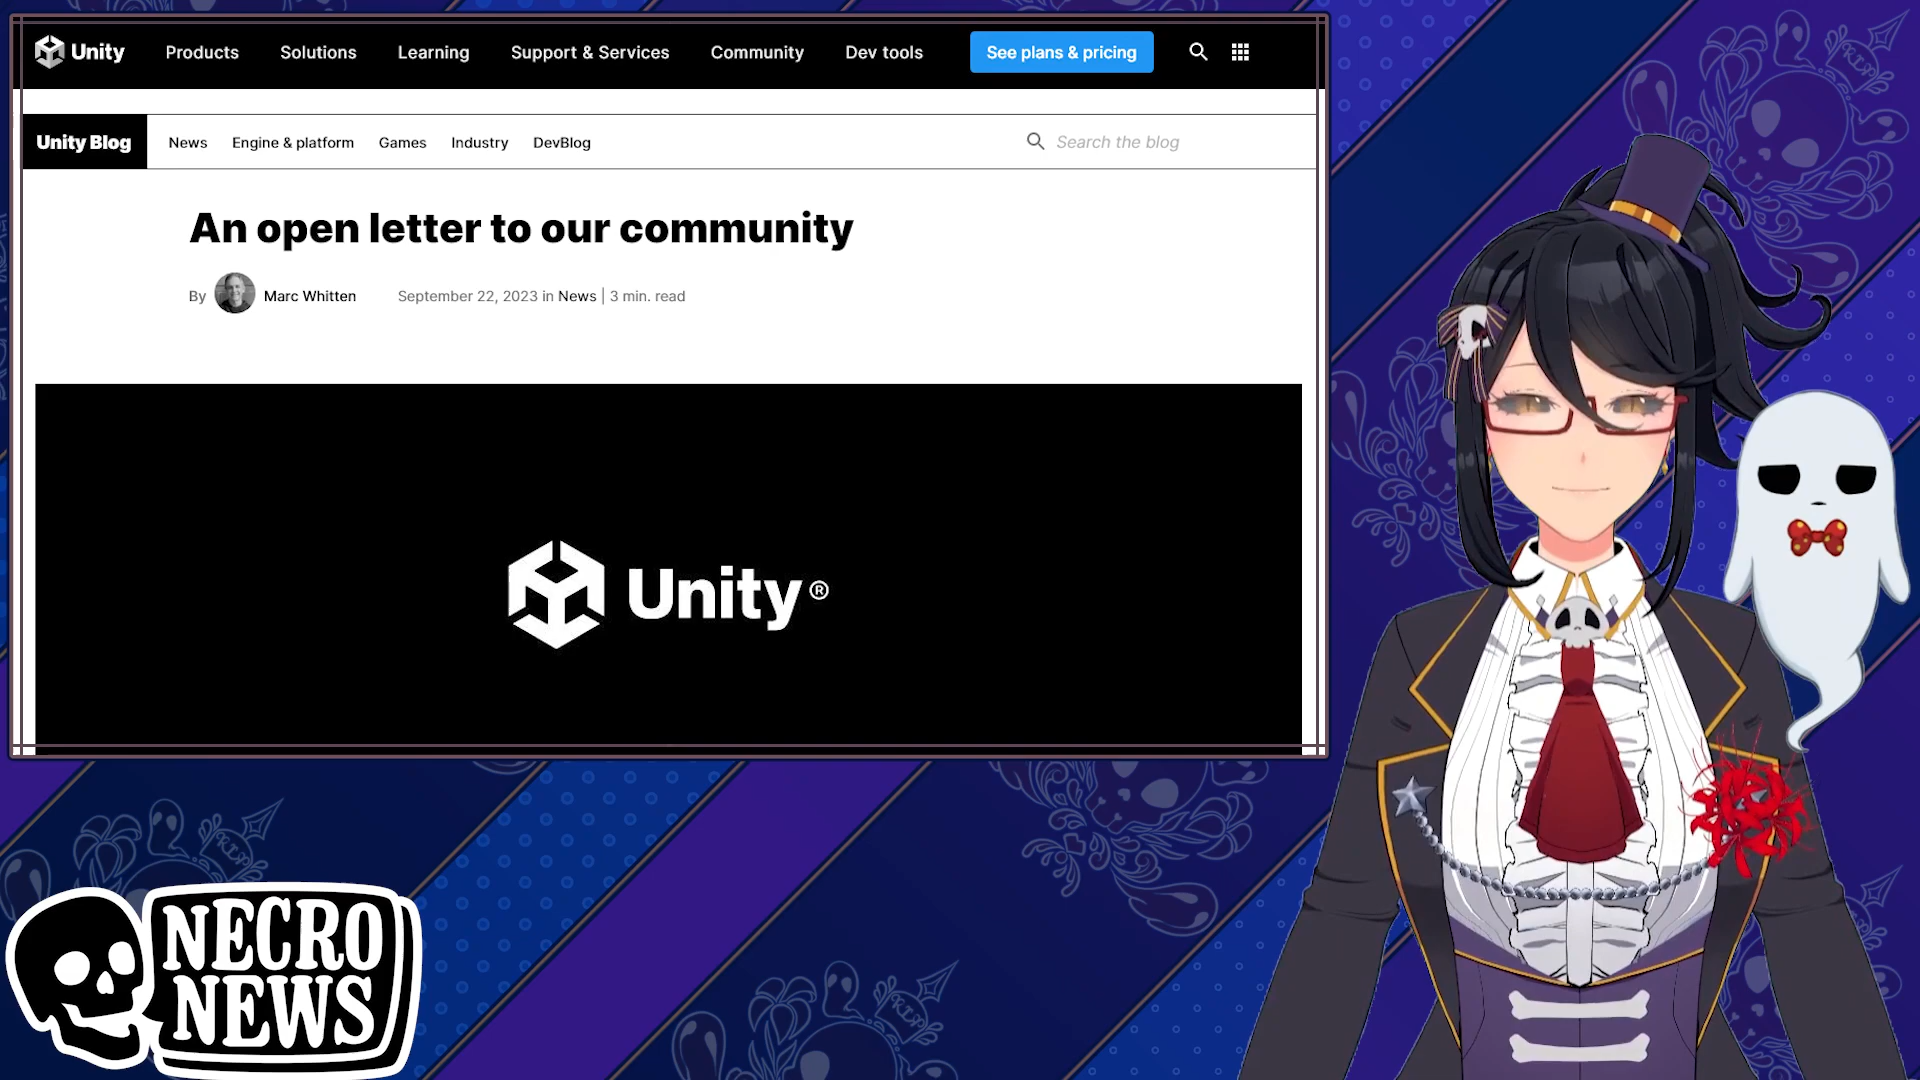 Unity Products Solutions Learning Support & Services Community Dev tools See plans & pricing
Unity Blog News Engine & platform Games Industry DevBlog Search the blog
An open letter to our community
By Marc Whitten September 22, 2023 in News | 3 min. read
Unity®
NECRO
NEWS